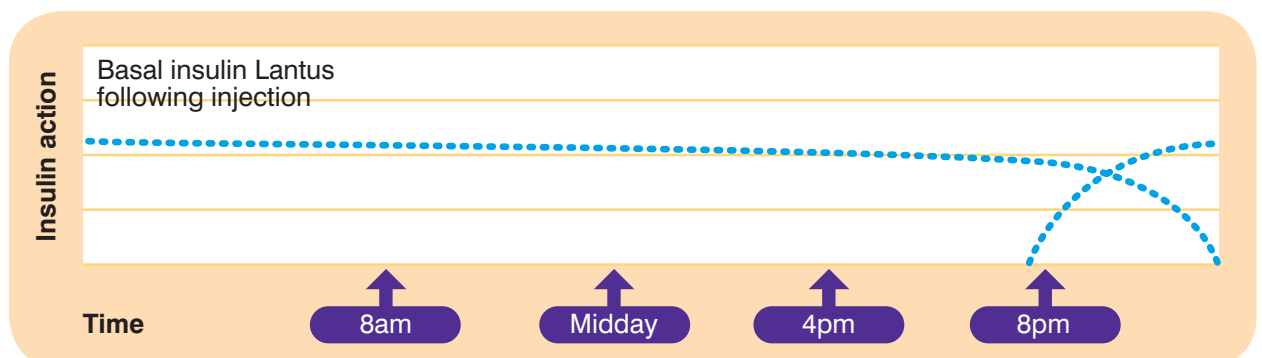 Basal insulin Lantus
following injection
Insulin action
Time
8am
Midday
4pm
8pm